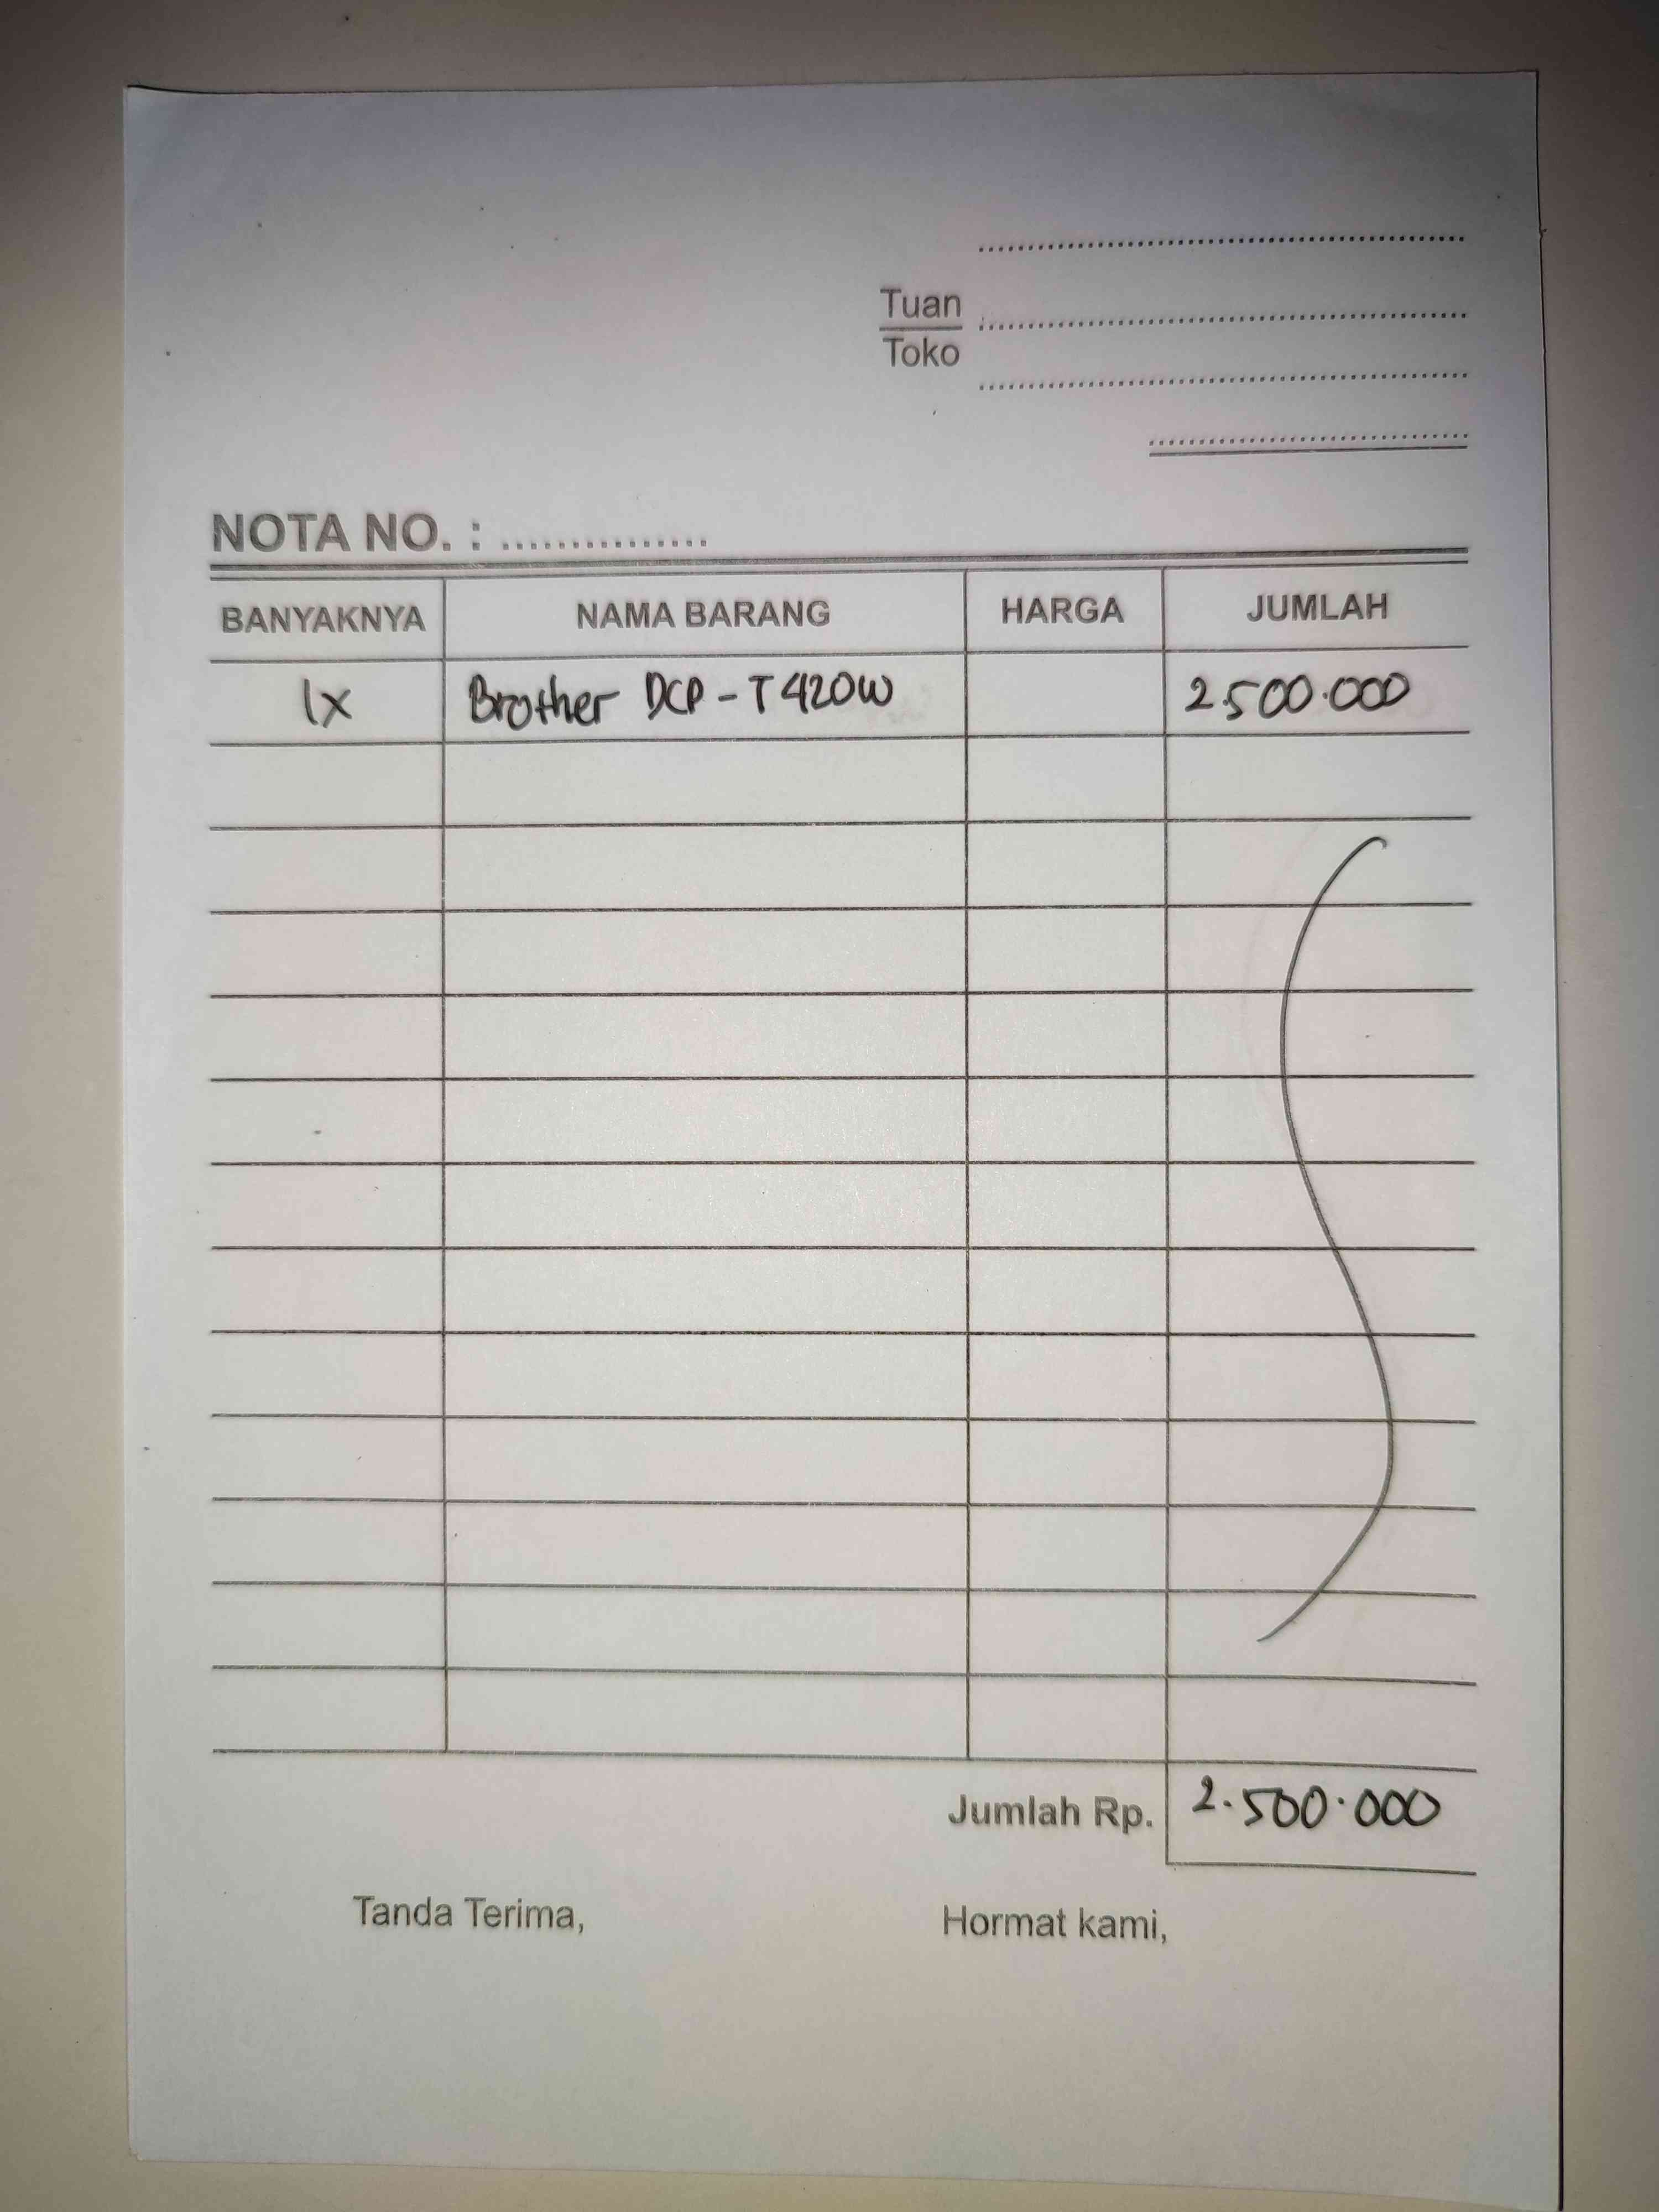 Tuan
Toko
NOTA NO. : ...............
BANYAKNYA NAMA BARANG HARGA JUMLAH
1x Brother DCP-T420W 2.500.000
Jumlah Rp. 2.500.000
Tanda Terima, Hormat kami,